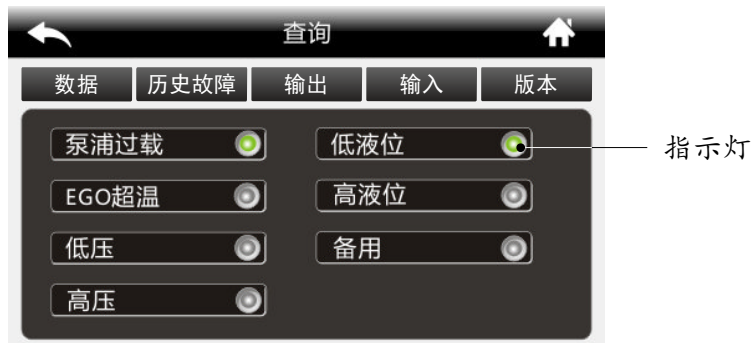 查询
数据 历史故障 输出 输入 版本
泵浦过载 低液位 指示灯
EGO超温 高液位
低压 备用
高压